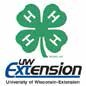 H H
H H
UW
Extension
University of Wisconsin-Extension